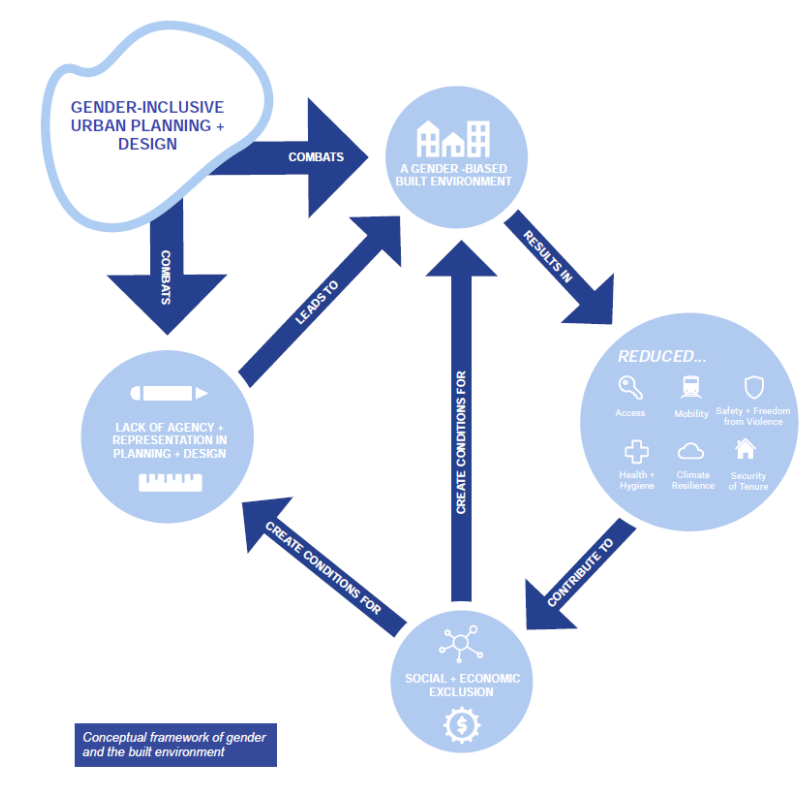 GENDER-INCLUSIVE
URBAN PLANNING +
DESIGN
COMBATS
A GENDER -BIASED
BUILT ENVIRONMENT
COMBATS
LEADS TO
RESULTS IN
REDUCED...
Access
Mobility
Safety + Freedom
from Violence
Health +
Hygiene
Climate
Resilience
Security
of Tenure
LACK OF AGENCY +
REPRESENTATION IN
PLANNING + DESIGN
CREATE CONDITIONS FOR
CREATE CONDITIONS FOR
CONTRIBUTE TO
SOCIAL + ECONOMIC
EXCLUSION
$
Conceptual framework of gender
and the built environment